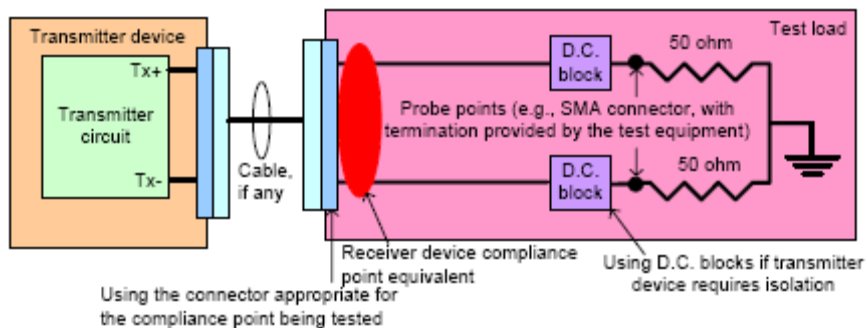 Transmitter device
Tx+
Transmitter
circuit
Tx-
Cable,
if any
Test load
D.C.
block
50 ohm
Probe points (e.g., SMA connector, with
termination provided by the test equipment)
D.C.
block
50 ohm
Receiver device compliance
point equivalent
Using D.C. blocks if transmitter
device requires isolation
Using the connector appropriate for
the compliance point being tested